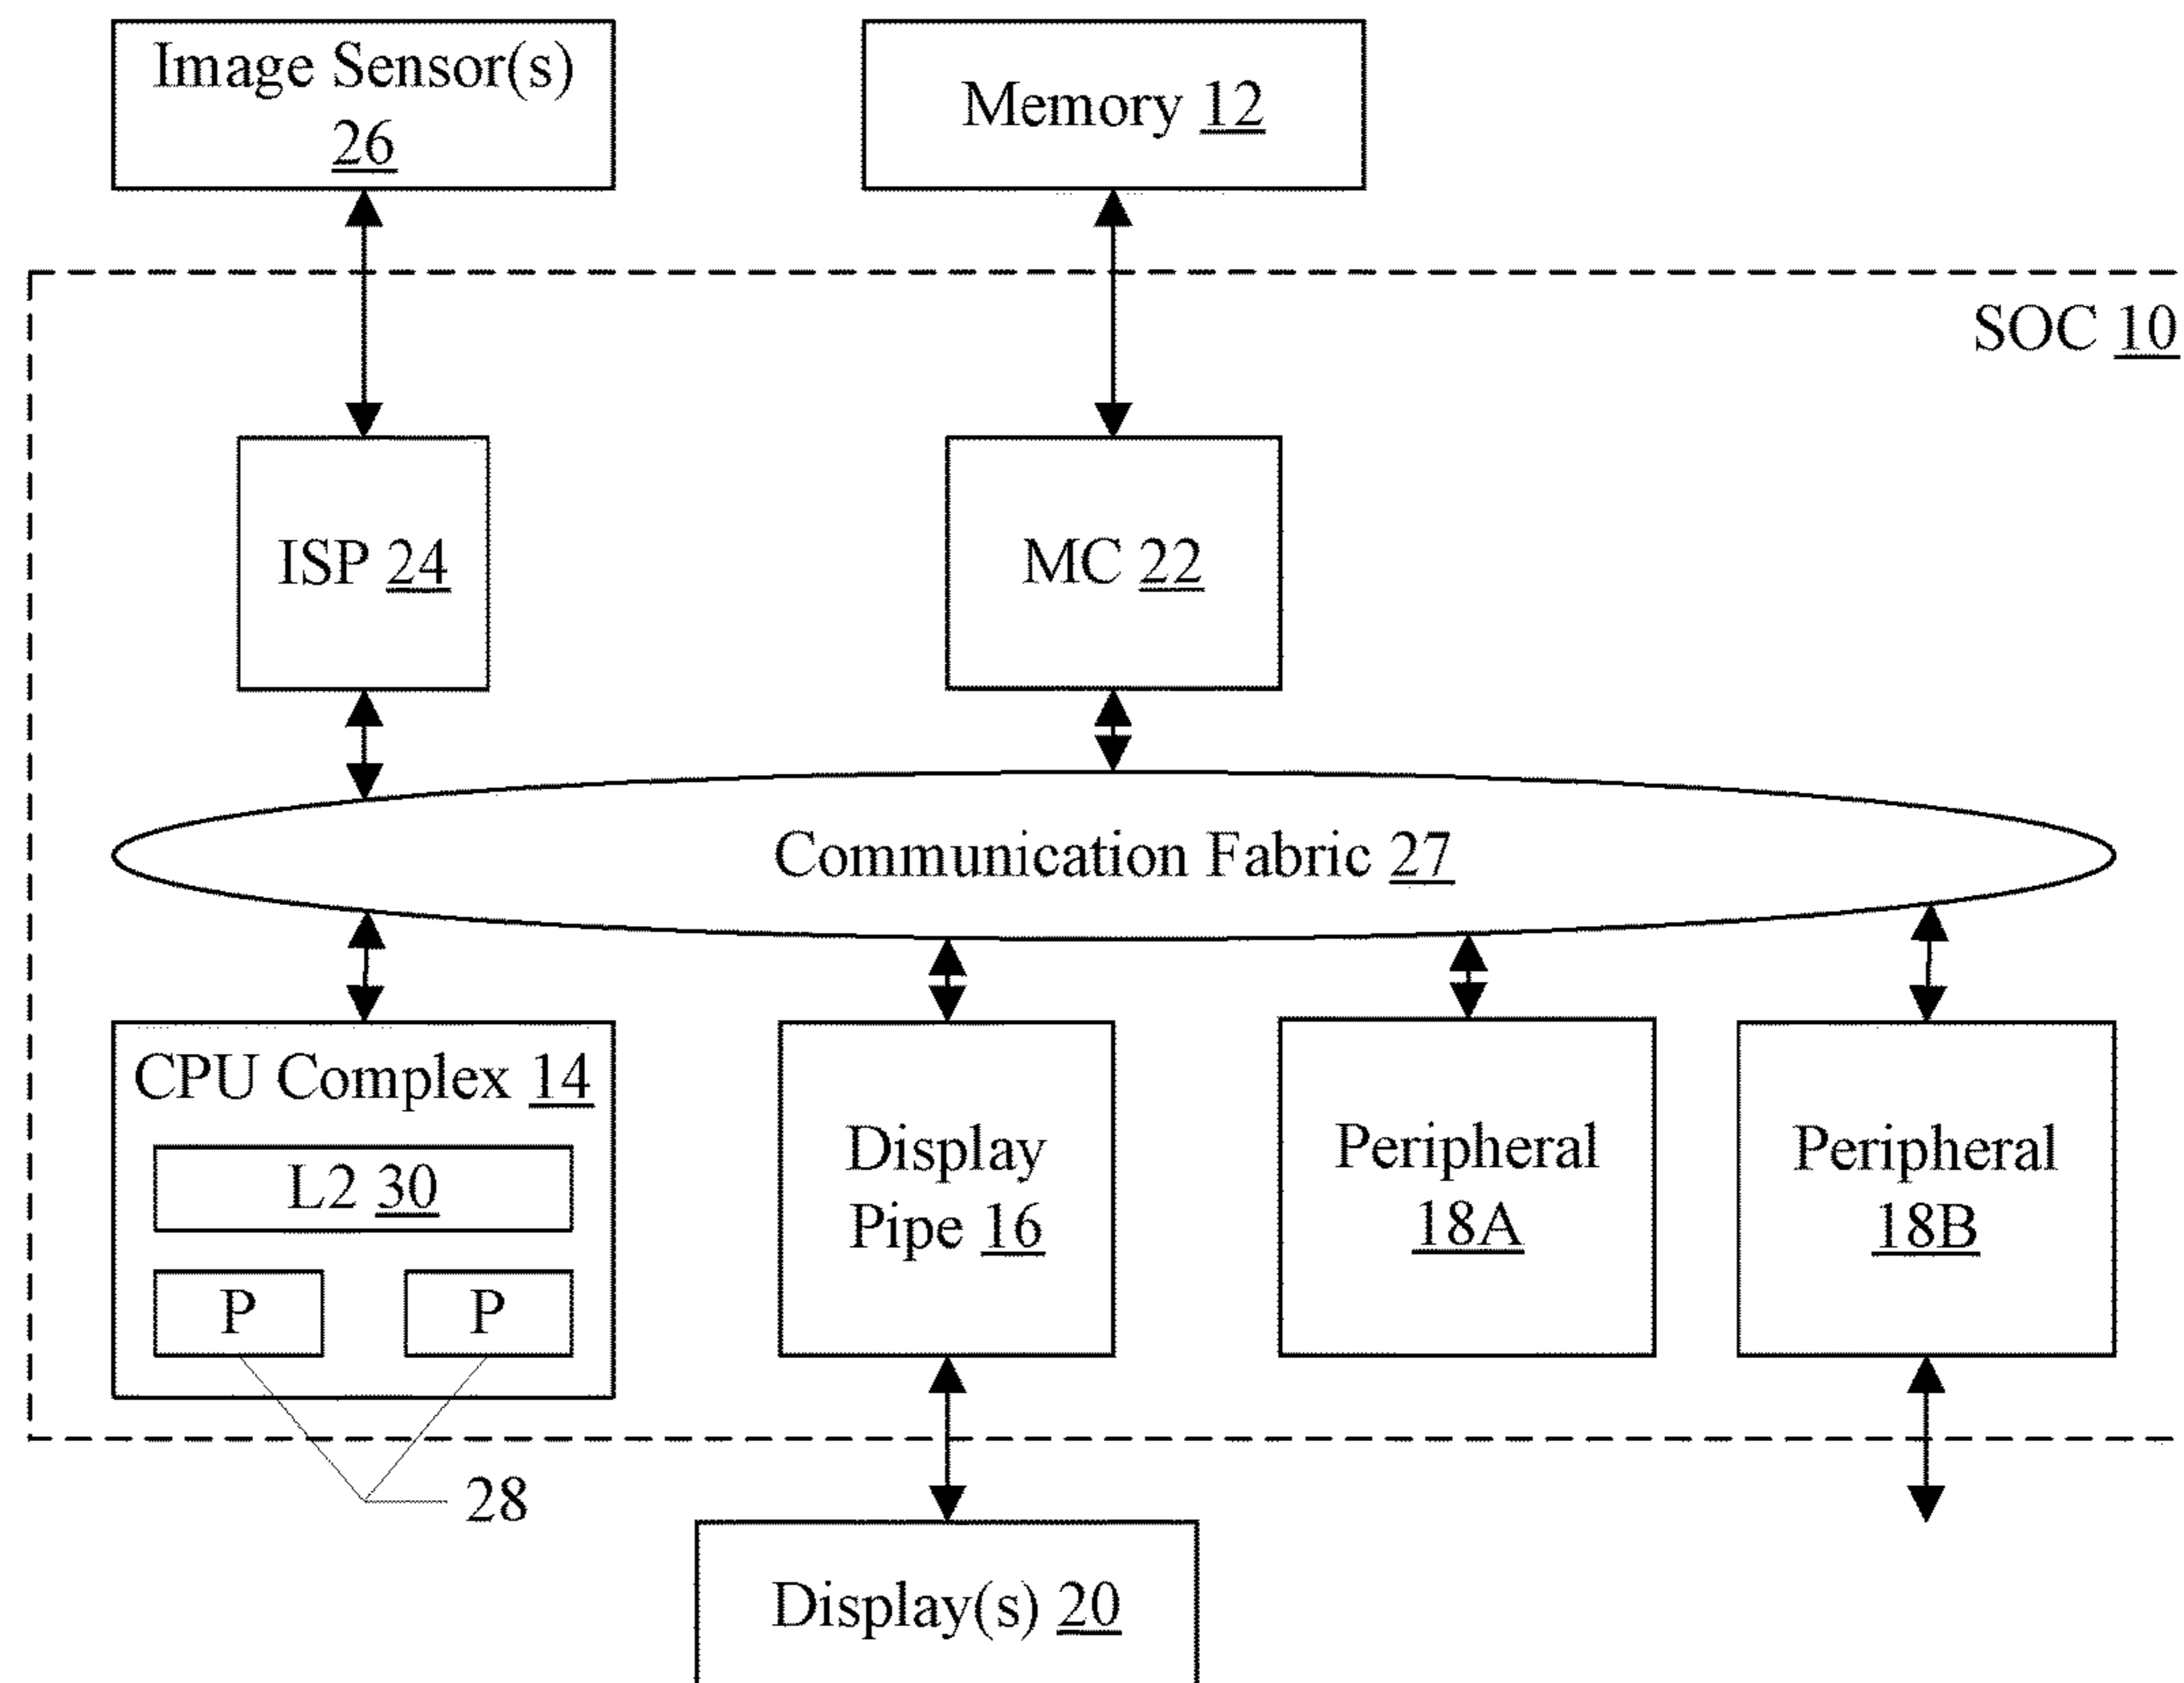 Image Sensor(s)
26
Memory 12
SOC 10
ISP 24
MC 22
Communication Fabric 27
CPU Complex 14
L2 30
P
P
Display
Pipe 16
Peripheral
18A
Peripheral
18B
28
Display(s) 20